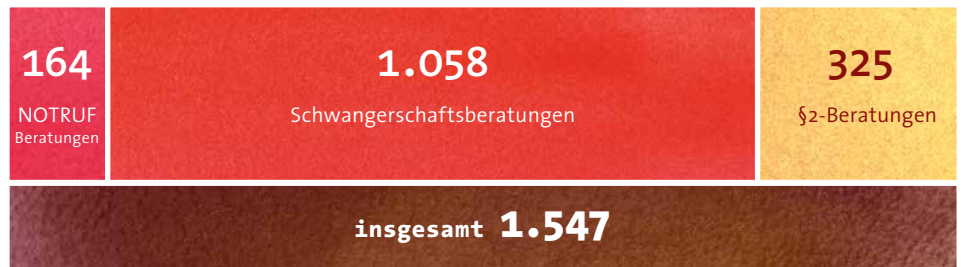 164
NOTRUF
Beratungen
1.058
Schwangerschaftsberatungen
325
§2-Beratungen
insgesamt 1.547